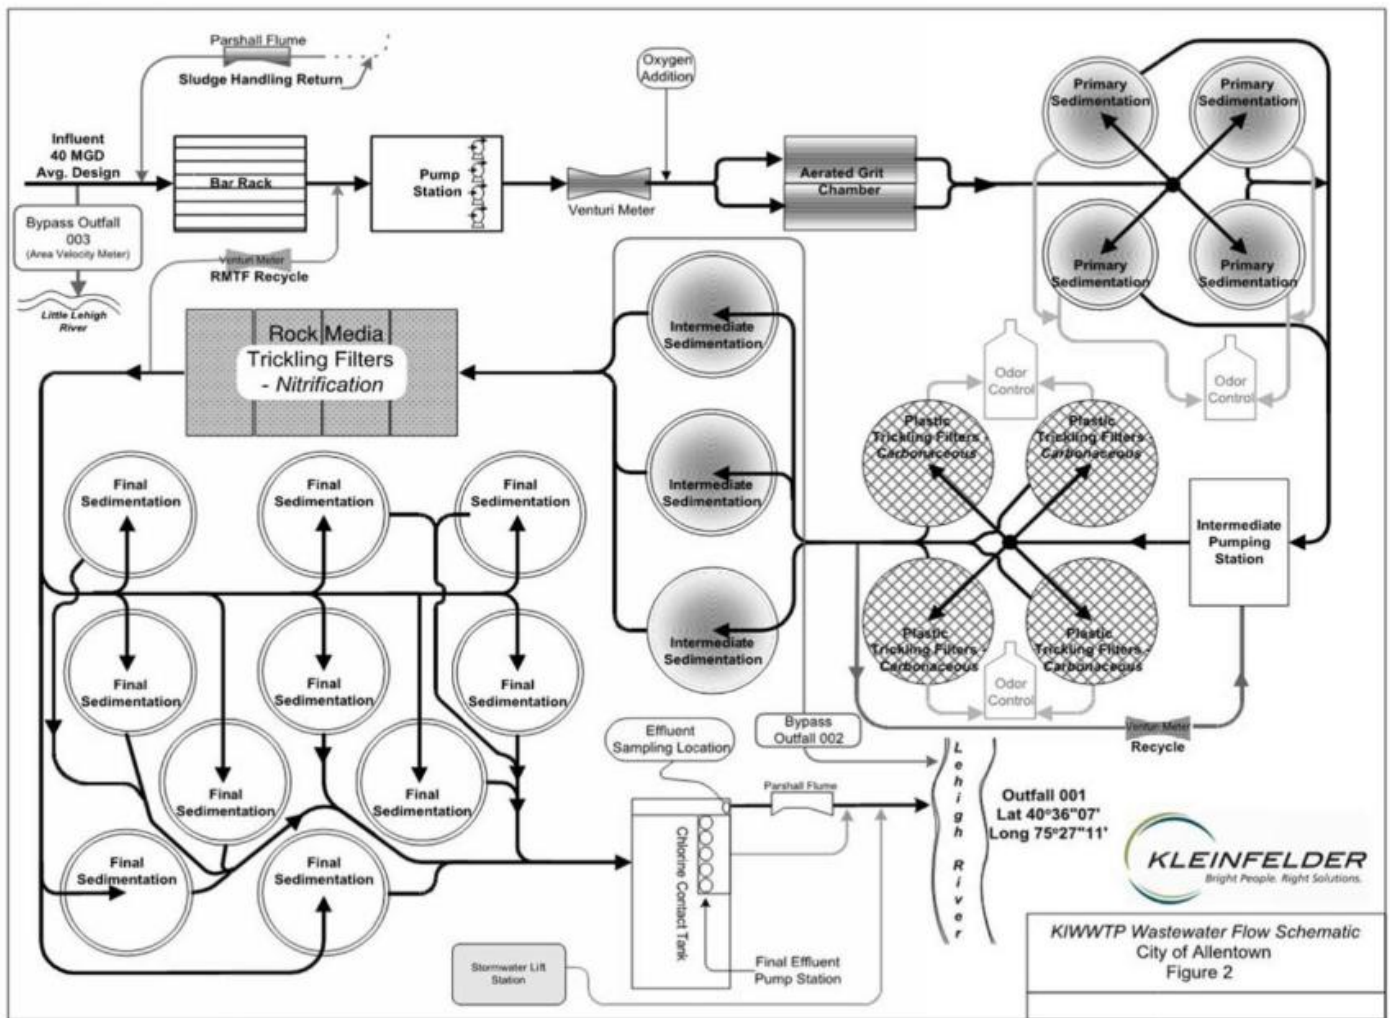 Parshall Flume
Sludge Handling Return
Influent
40 MGD
Avg. Design
Bar Rack
Pump
Station
Venturi Meter
Oxygen
Addition
Aerated Grit
Chamber
Primary
Sedimentation
Primary
Sedimentation
Primary
Sedimentation
Primary
Sedimentation
Bypass Outfall
003
(Area Velocity Meter)
Little Lehigh
River
Venturi Meter
RMTF Recycle
Rock Media
Trickling Filters
- Nitrification
Intermediate
Sedimentation
Intermediate
Sedimentation
Intermediate
Sedimentation
Odor
Control
Odor
Control
Plastic
Trickling Filters -
Carbonaceous
Plastic
Trickling Filters -
Carbonaceous
Plastic
Trickling Filters -
Carbonaceous
Plastic
Trickling Filters -
Carbonaceous
Odor
Control
Intermediate
Pumping
Station
Venturi Meter
Recycle
Final
Sedimentation
Final
Sedimentation
Final
Sedimentation
Final
Sedimentation
Final
Sedimentation
Final
Sedimentation
Final
Sedimentation
Final
Sedimentation
Final
Sedimentation
Final
Sedimentation
Effluent
Sampling Location
Bypass
Outfall 002
Parshall Flume
Chlorine Contact Tank
Final Effluent
Pump Station
Stormwater Lift
Station
Lehigh River
Outfall 001
Lat 40º36"07'
Long 75º27"11'
KLEINFELDER
Bright People. Right Solutions.
KIWWTP Wastewater Flow Schematic
City of Allentown
Figure 2